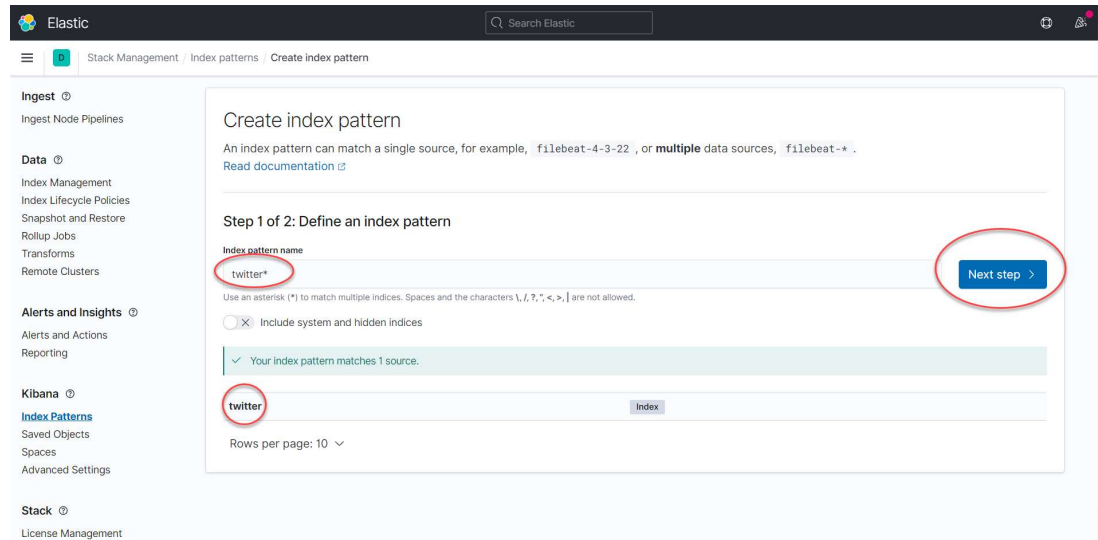 Elastic
Search Elastic
D
Stack Management / Index patterns / Create index pattern
Ingest
Ingest Node Pipelines
Data
Index Management
Index Lifecycle Policies
Snapshot and Restore
Rollup Jobs
Transforms
Remote Clusters
Alerts and Insights
Alerts and Actions
Reporting
Kibana
Index Patterns
Saved Objects
Spaces
Advanced Settings
Stack
License Management
Create index pattern
An index pattern can match a single source, for example, filebeat-4-3-22 , or multiple data sources, filebeat-* .
Read documentation
Step 1 of 2: Define an index pattern
Index pattern name
twitter*
Next step >
Use an asterisk (*) to match multiple indices. Spaces and the characters \, /, ?, ", <, >, | are not allowed.
Include system and hidden indices
Your index pattern matches 1 source.
twitter Index
Rows per page: 10